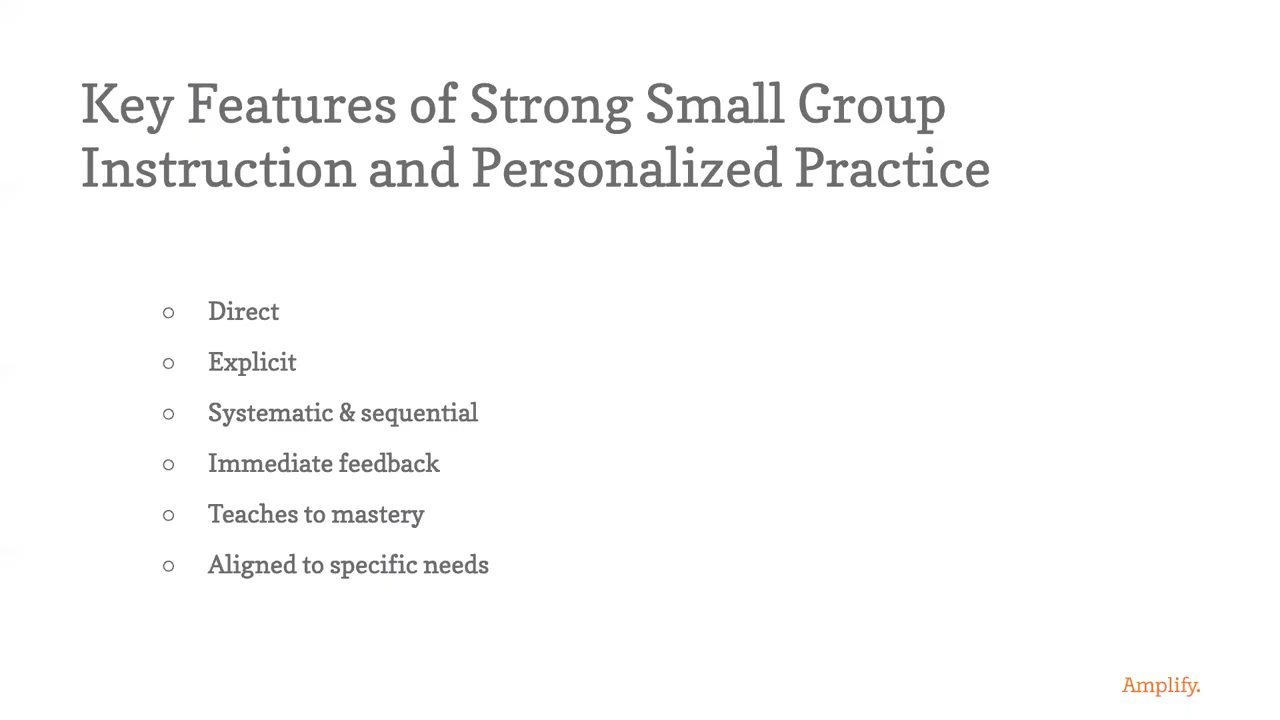 Key Features of Strong Small Group
Instruction and Personalized Practice
○ Direct
○ Explicit
○ Systematic & sequential
○ Immediate feedback
○ Teaches to mastery
○ Aligned to specific needs
Amplify.